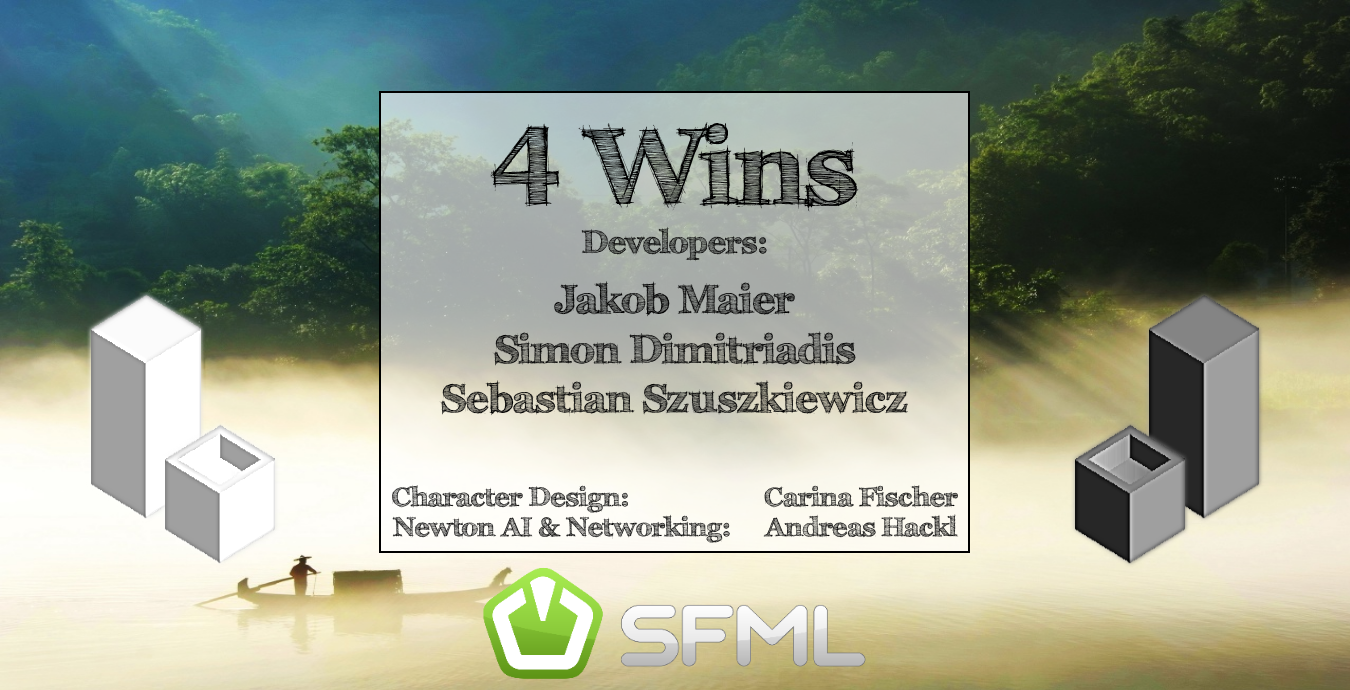 4 Wins
Developers:
Jakob Maier
Simon Dimitriadis
Sebastian Szuszkiewicz
Character Design: Carina Fischer
Newton AI & Networking: Andreas Hackl
SFML